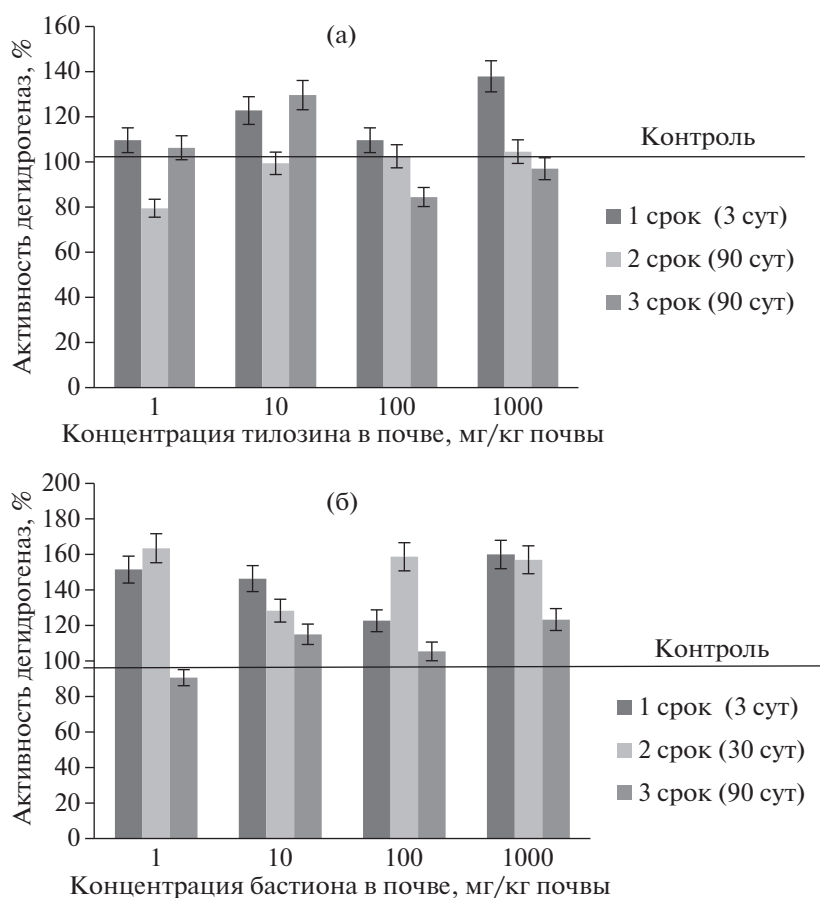 160
(а)
140
120
Контроль
100
80
60
40
20
0
Активность дегидрогеназ, %
1 срок (3 сут)
2 срок (90 сут)
3 срок (90 сут)
1 10 100 1000
Концентрация тилозина в почве, мг/кг почвы
200
(б)
180
160
140
120
100
Контроль
80
60
40
20
0
Активность дегидрогеназ, %
1 срок (3 сут)
2 срок (30 сут)
3 срок (90 сут)
1 10 100 1000
Концентрация бастиона в почве, мг/кг почвы